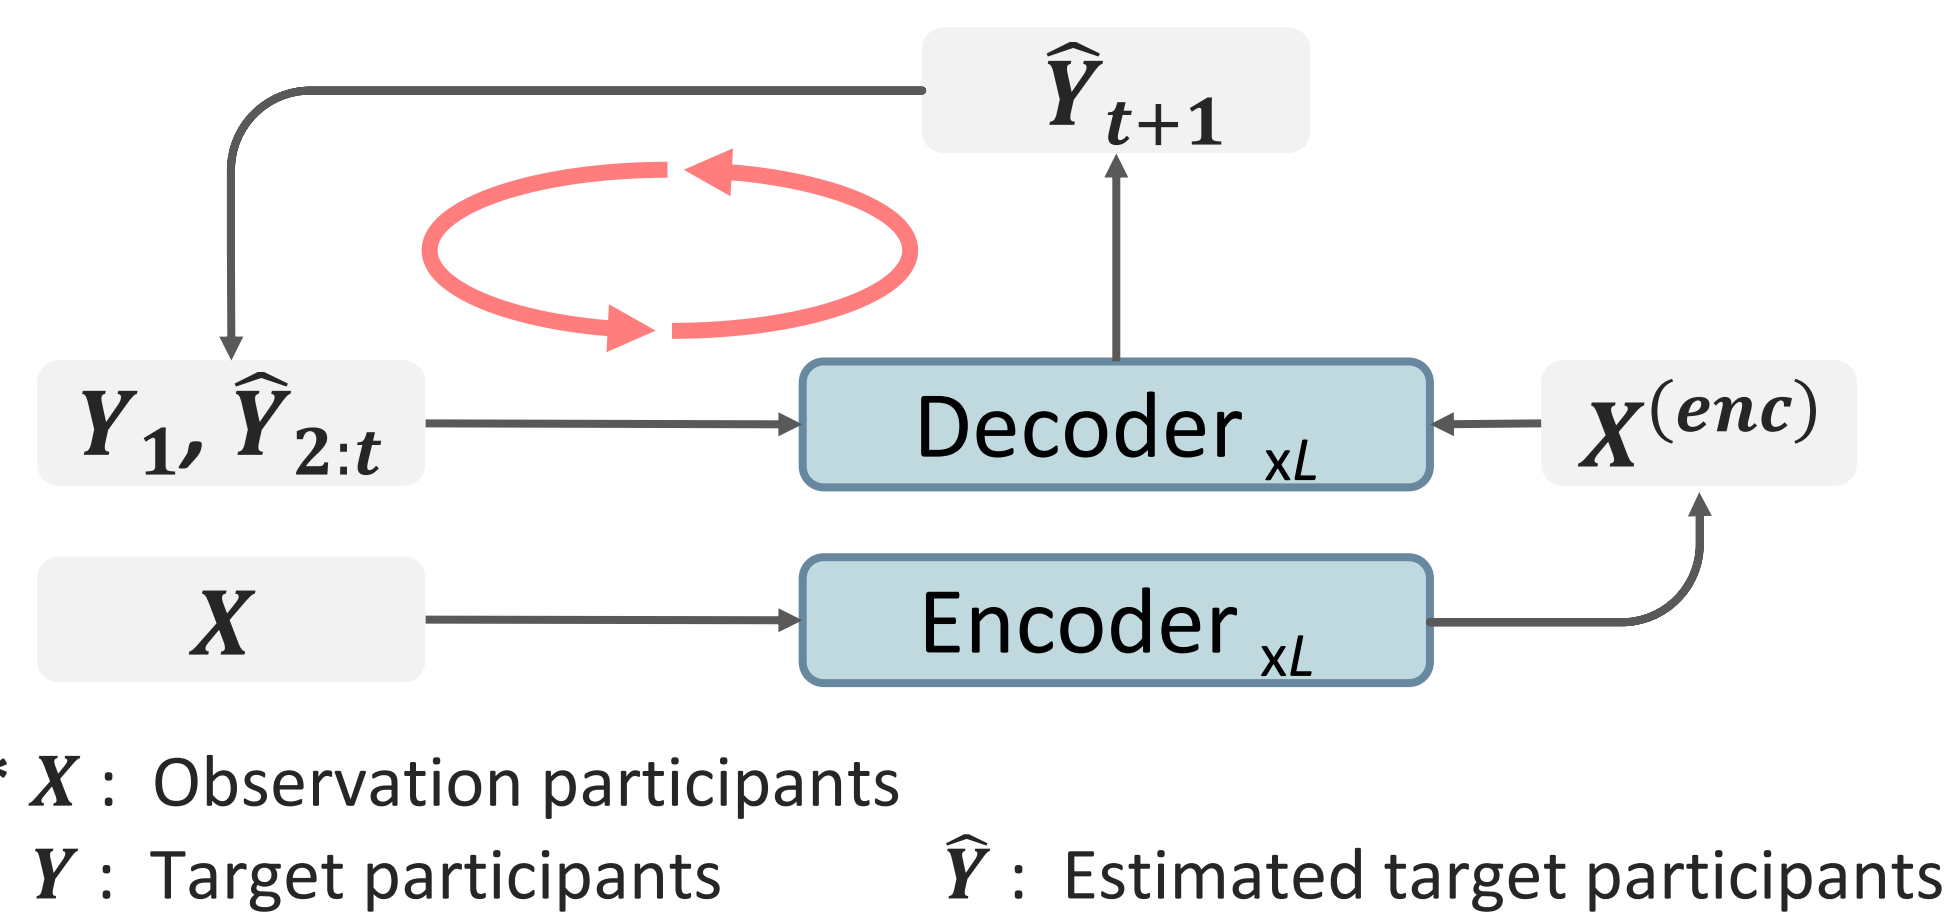 Ŷt+1
Y1, Ŷ2:t
Decoder xL
X(enc)
X
Encoder xL
* X : Observation participants
Y : Target participants
Ŷ : Estimated target participants